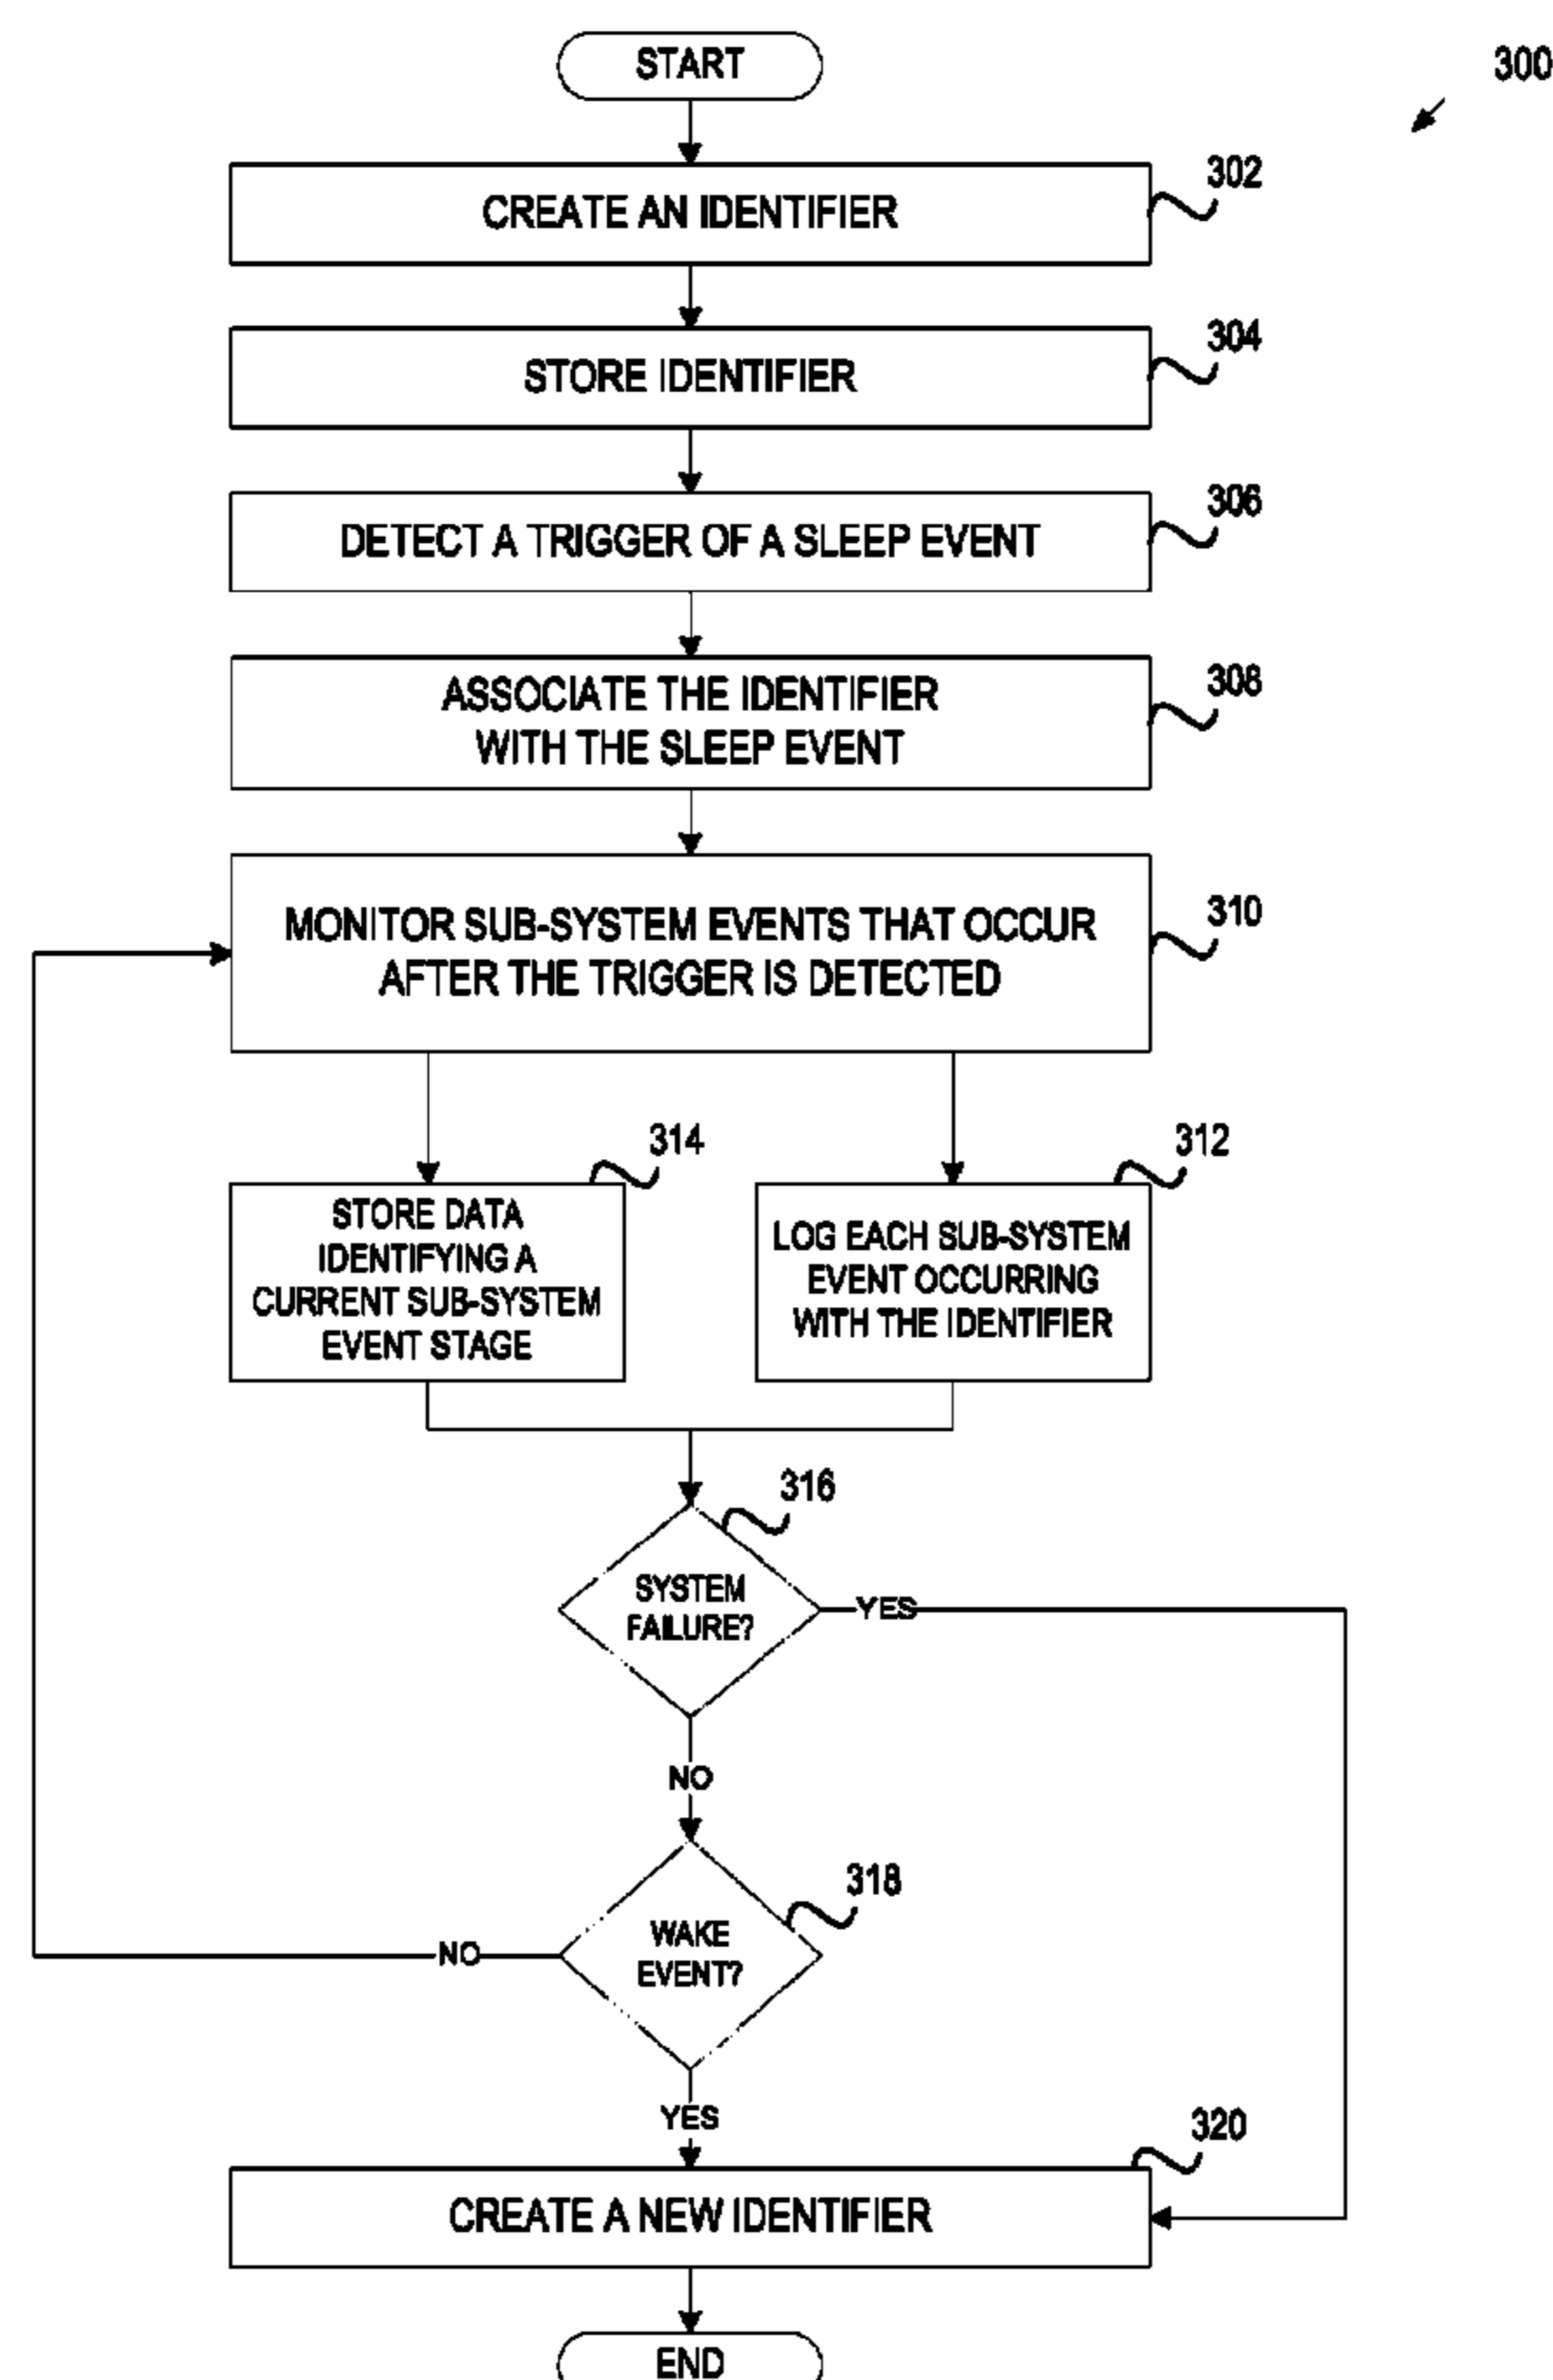 START
300
302
CREATE AN IDENTIFIER
304
STORE IDENTIFIER
306
DETECT A TRIGGER OF A SLEEP EVENT
308
ASSOCIATE THE IDENTIFIER
WITH THE SLEEP EVENT
310
MONITOR SUB-SYSTEM EVENTS THAT OCCUR
AFTER THE TRIGGER IS DETECTED
314
STORE DATA
IDENTIFYING A
CURRENT SUB-SYSTEM
EVENT STAGE
312
LOG EACH SUB-SYSTEM
EVENT OCCURRING
WITH THE IDENTIFIER
316
SYSTEM
FAILURE?
YES
NO
318
WAKE
EVENT?
NO
YES
320
CREATE A NEW IDENTIFIER
END